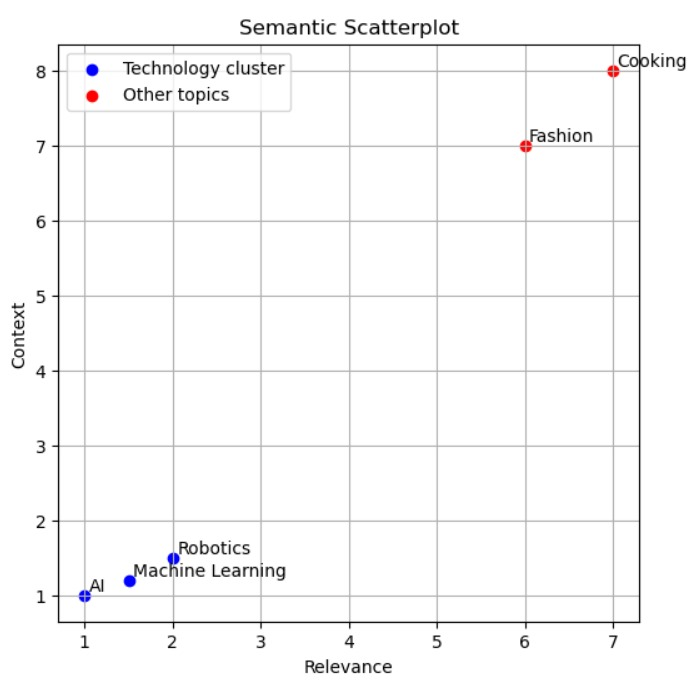 Semantic Scatterplot
Technology cluster
Other topics
Cooking
Fashion
Robotics
Machine Learning
AI
8
7
6
5
4
3
2
1
Context
1 2 3 4 5 6 7
Relevance